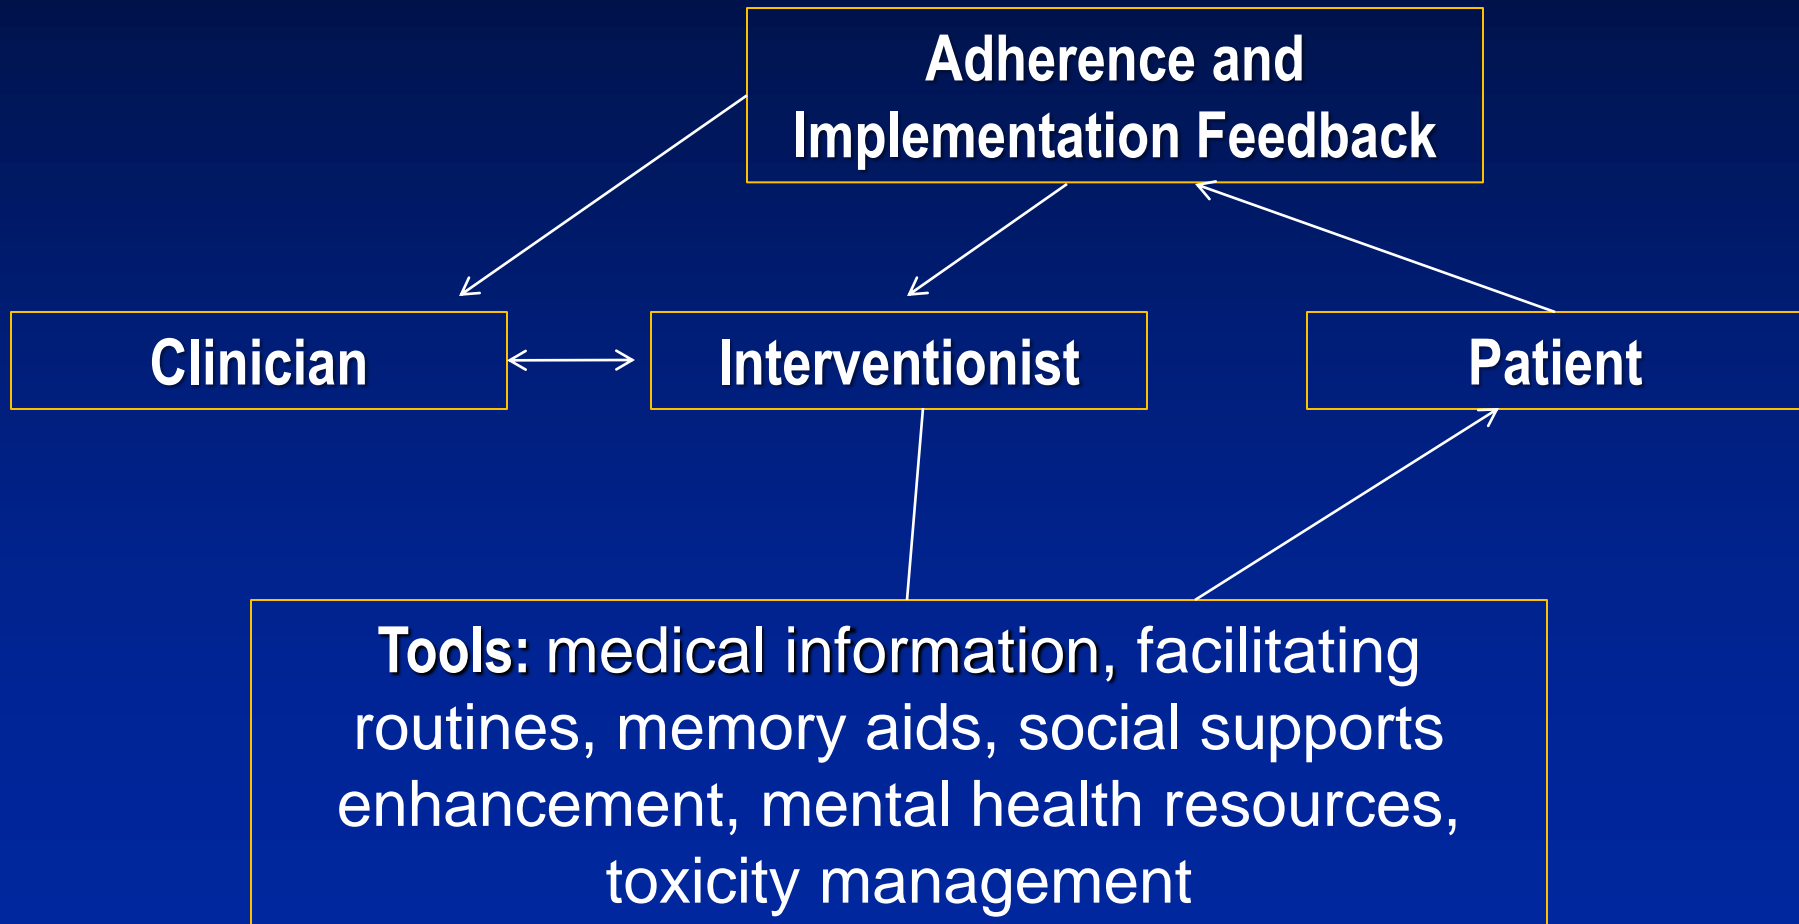 Adherence and
Implementation Feedback
Clinician
Interventionist
Patient
Tools: medical information, facilitating
routines, memory aids, social supports
enhancement, mental health resources,
toxicity management